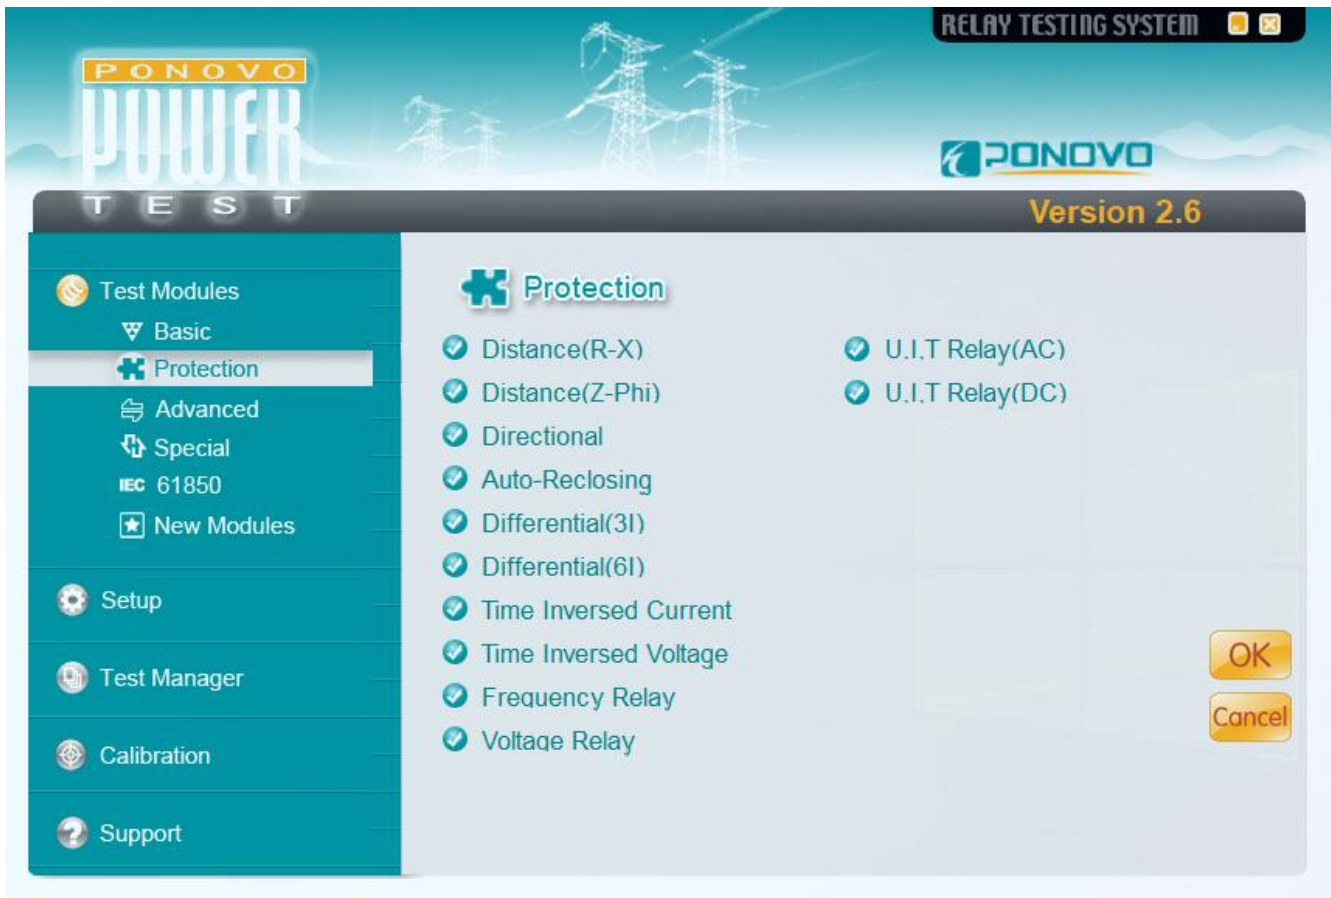 RELAY TESTING SYSTEM
PONOVO
POWER
TEST
PONOVO
Version 2.6
Test Modules
Basic
Protection
Advanced
Special
IEC 61850
New Modules
Setup
Test Manager
Calibration
Support
Protection
Distance(R-X)
Distance(Z-Phi)
Directional
Auto-Reclosing
Differential(3I)
Differential(6I)
Time Inversed Current
Time Inversed Voltage
Frequency Relay
Voltage Relay
U.I.T Relay(AC)
U.I.T Relay(DC)
OK
Cancel